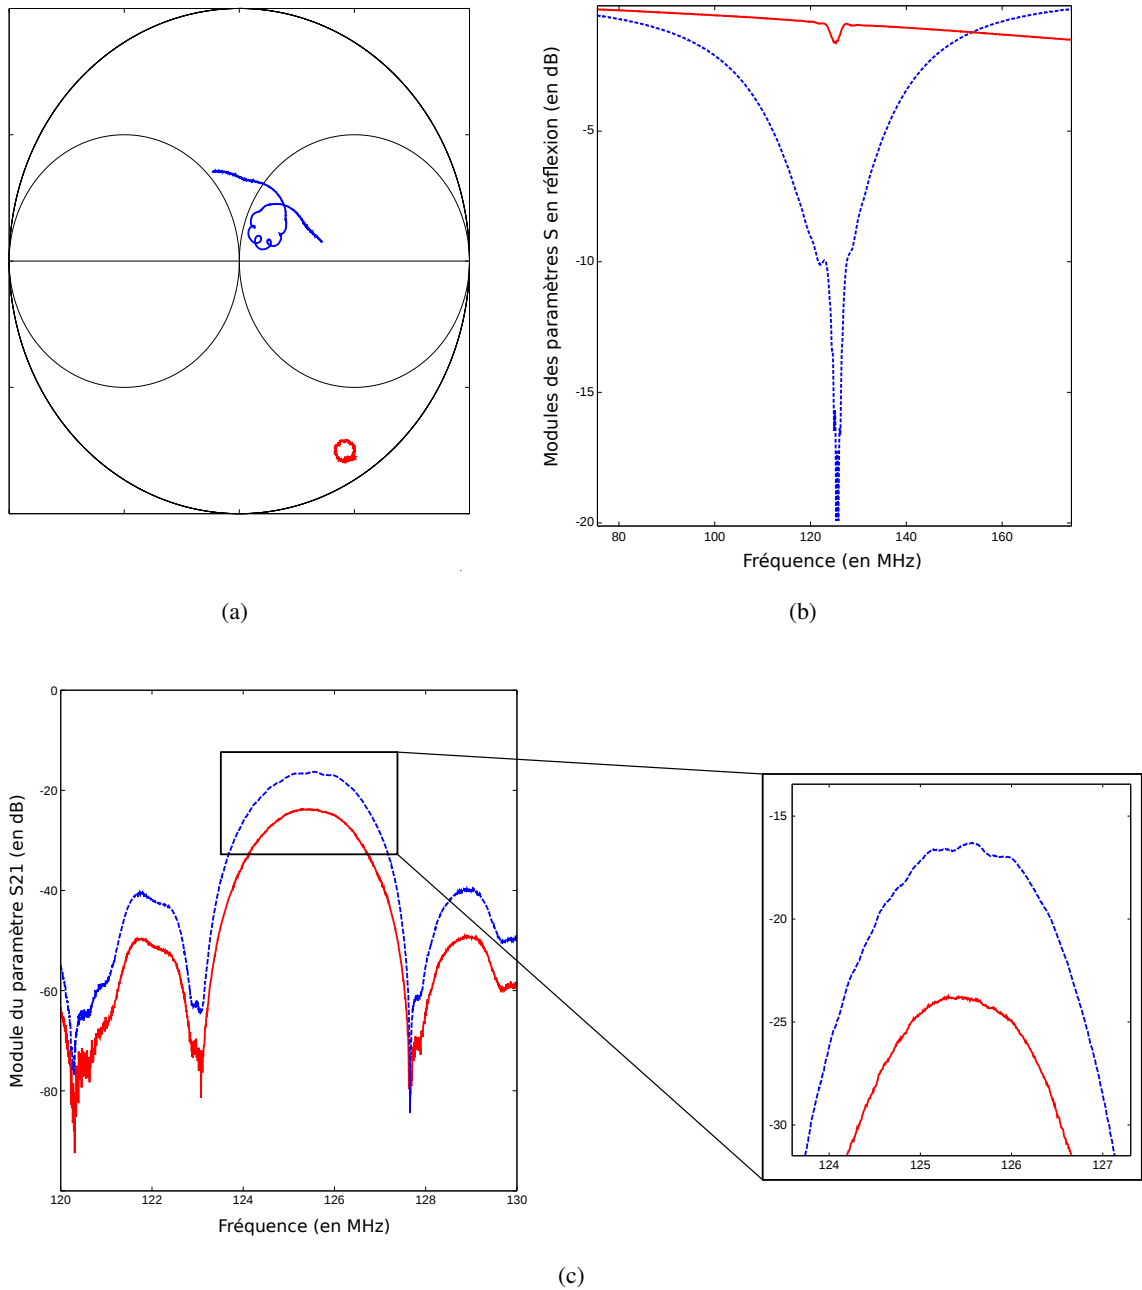 Modules des paramètres S en réflexion (en dB)
-5
-10
-15
-20
80 100 120 140 160
Fréquence (en MHz)
(a)
(b)
Module du paramètre S21 (en dB)
0
-20
-40
-60
-80
120 122 124 126 128 130
Fréquence (en MHz)
-15
-20
-25
-30
124 125 126 127
(c)